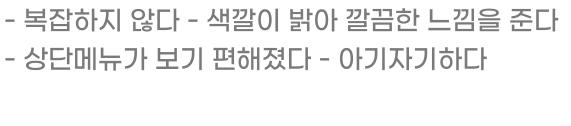 - 복잡하지 않다 - 색깔이 밝아 깔끔한 느낌을 준다
- 상단메뉴가 보기 편해졌다 - 아기자기하다